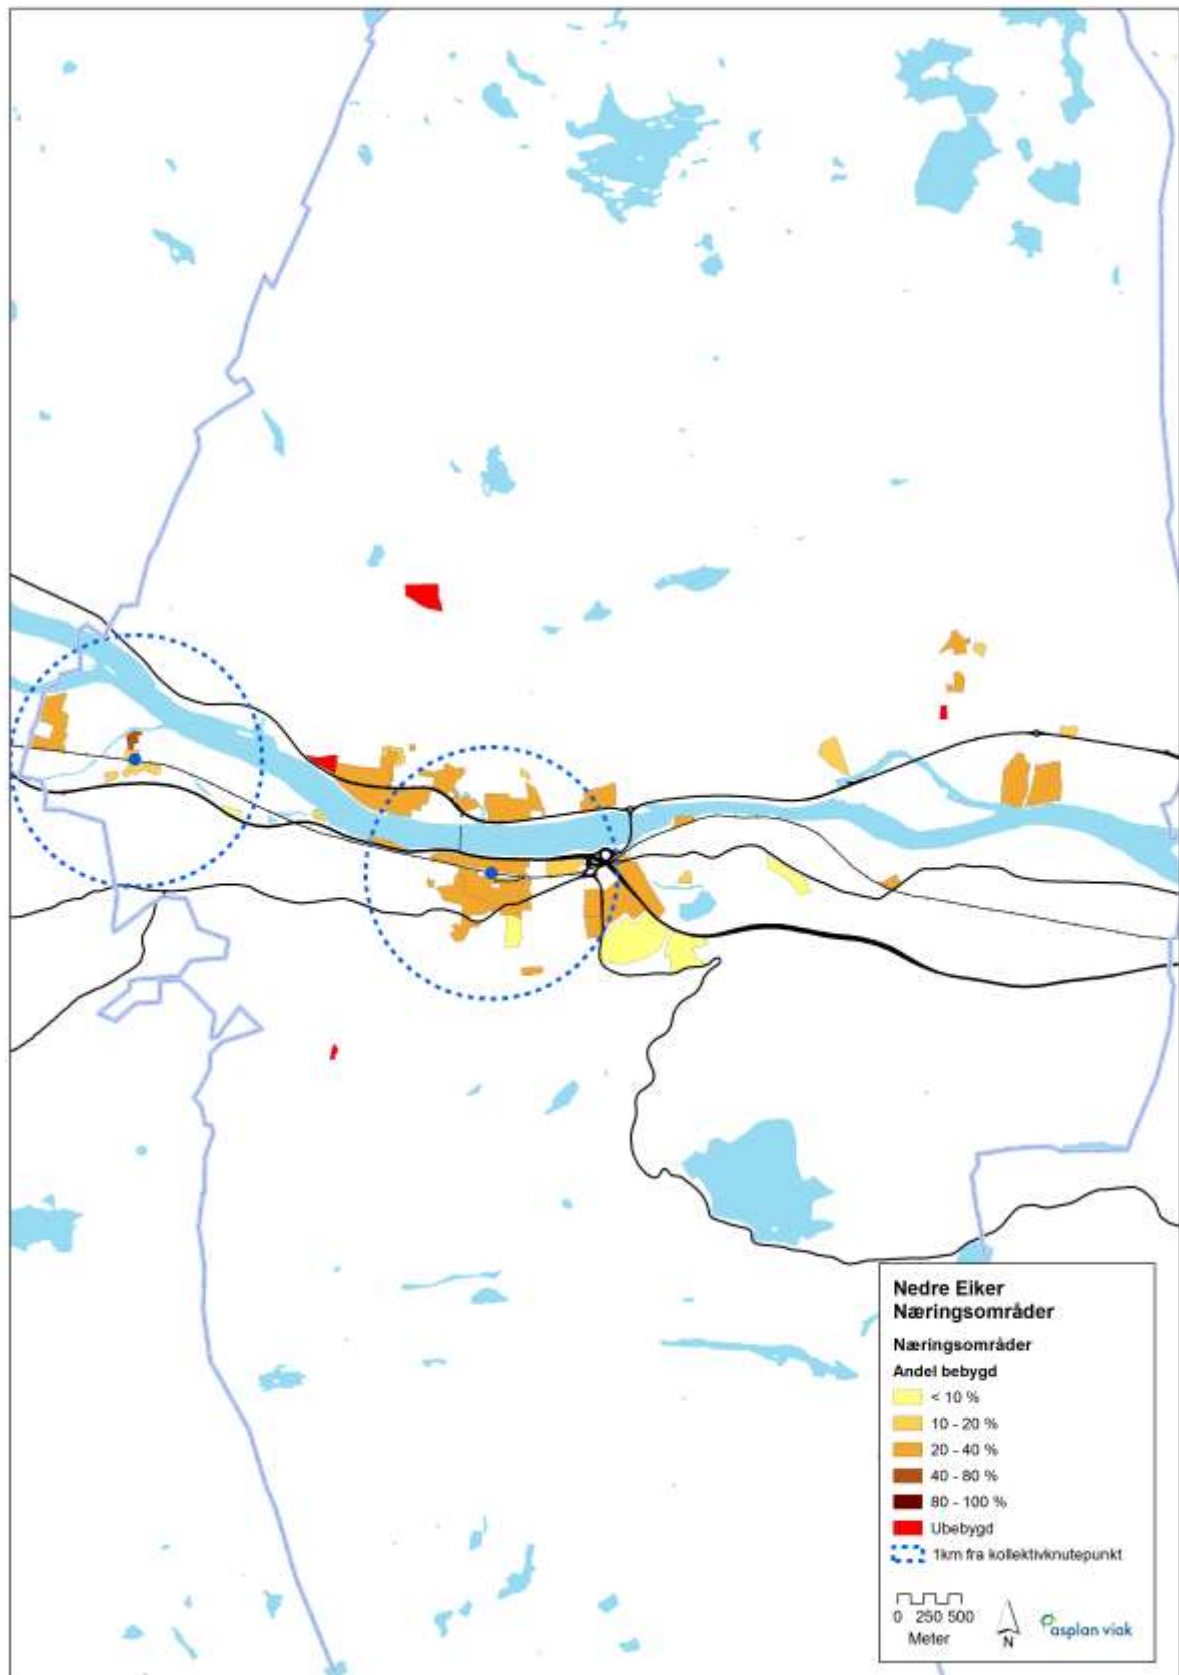 Nedre Eiker
Næringsområder
Næringsområder
Andel bebygd
< 10 %
10 - 20 %
20 - 40 %
40 - 80 %
80 - 100 %
Ubebygd
1km fra kollektivknutepunkt
0 250 500
Meter
N
asplan viak